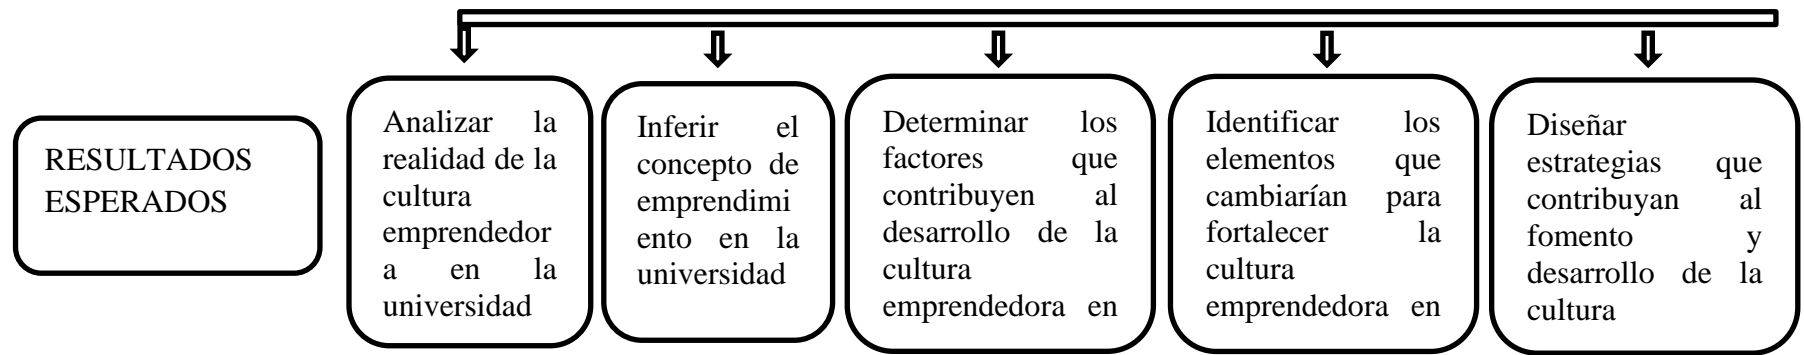 RESULTADOS
ESPERADOS
Analizar la
realidad de la
cultura
emprendedor
a en la
universidad
Inferir el
concepto de
emprendimi
ento en la
universidad
Determinar los
factores que
contribuyen al
desarrollo de la
cultura
emprendedora en
Identificar los
elementos que
cambiarían para
fortalecer la
cultura
emprendedora en
Diseñar
estrategias que
contribuyan al
fomento y
desarrollo de la
cultura